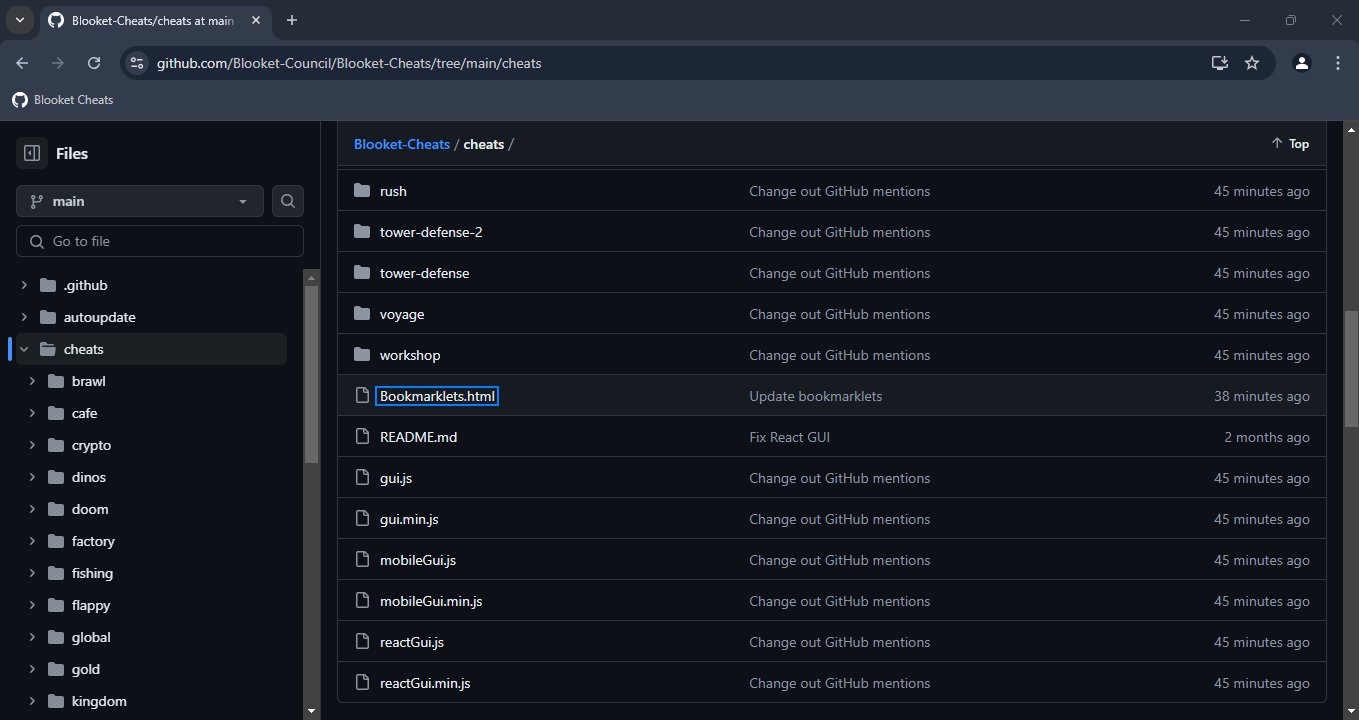 Blooket-Cheats/cheats at main
github.com/Blooket-Council/Blooket-Cheats/tree/main/cheats
Blooket Cheats
Files
main
Go to file
.github
autoupdate
cheats
brawl
cafe
crypto
dinos
doom
factory
fishing
flappy
global
gold
kingdom
Blooket-Cheats / cheats /
Top
rush Change out GitHub mentions 45 minutes ago
tower-defense-2 Change out GitHub mentions 45 minutes ago
tower-defense Change out GitHub mentions 45 minutes ago
voyage Change out GitHub mentions 45 minutes ago
workshop Change out GitHub mentions 45 minutes ago
Bookmarklets.html Update bookmarklets 38 minutes ago
README.md Fix React GUI 2 months ago
gui.js Change out GitHub mentions 45 minutes ago
gui.min.js Change out GitHub mentions 45 minutes ago
mobileGui.js Change out GitHub mentions 45 minutes ago
mobileGui.min.js Change out GitHub mentions 45 minutes ago
reactGui.js Change out GitHub mentions 45 minutes ago
reactGui.min.js Change out GitHub mentions 45 minutes ago